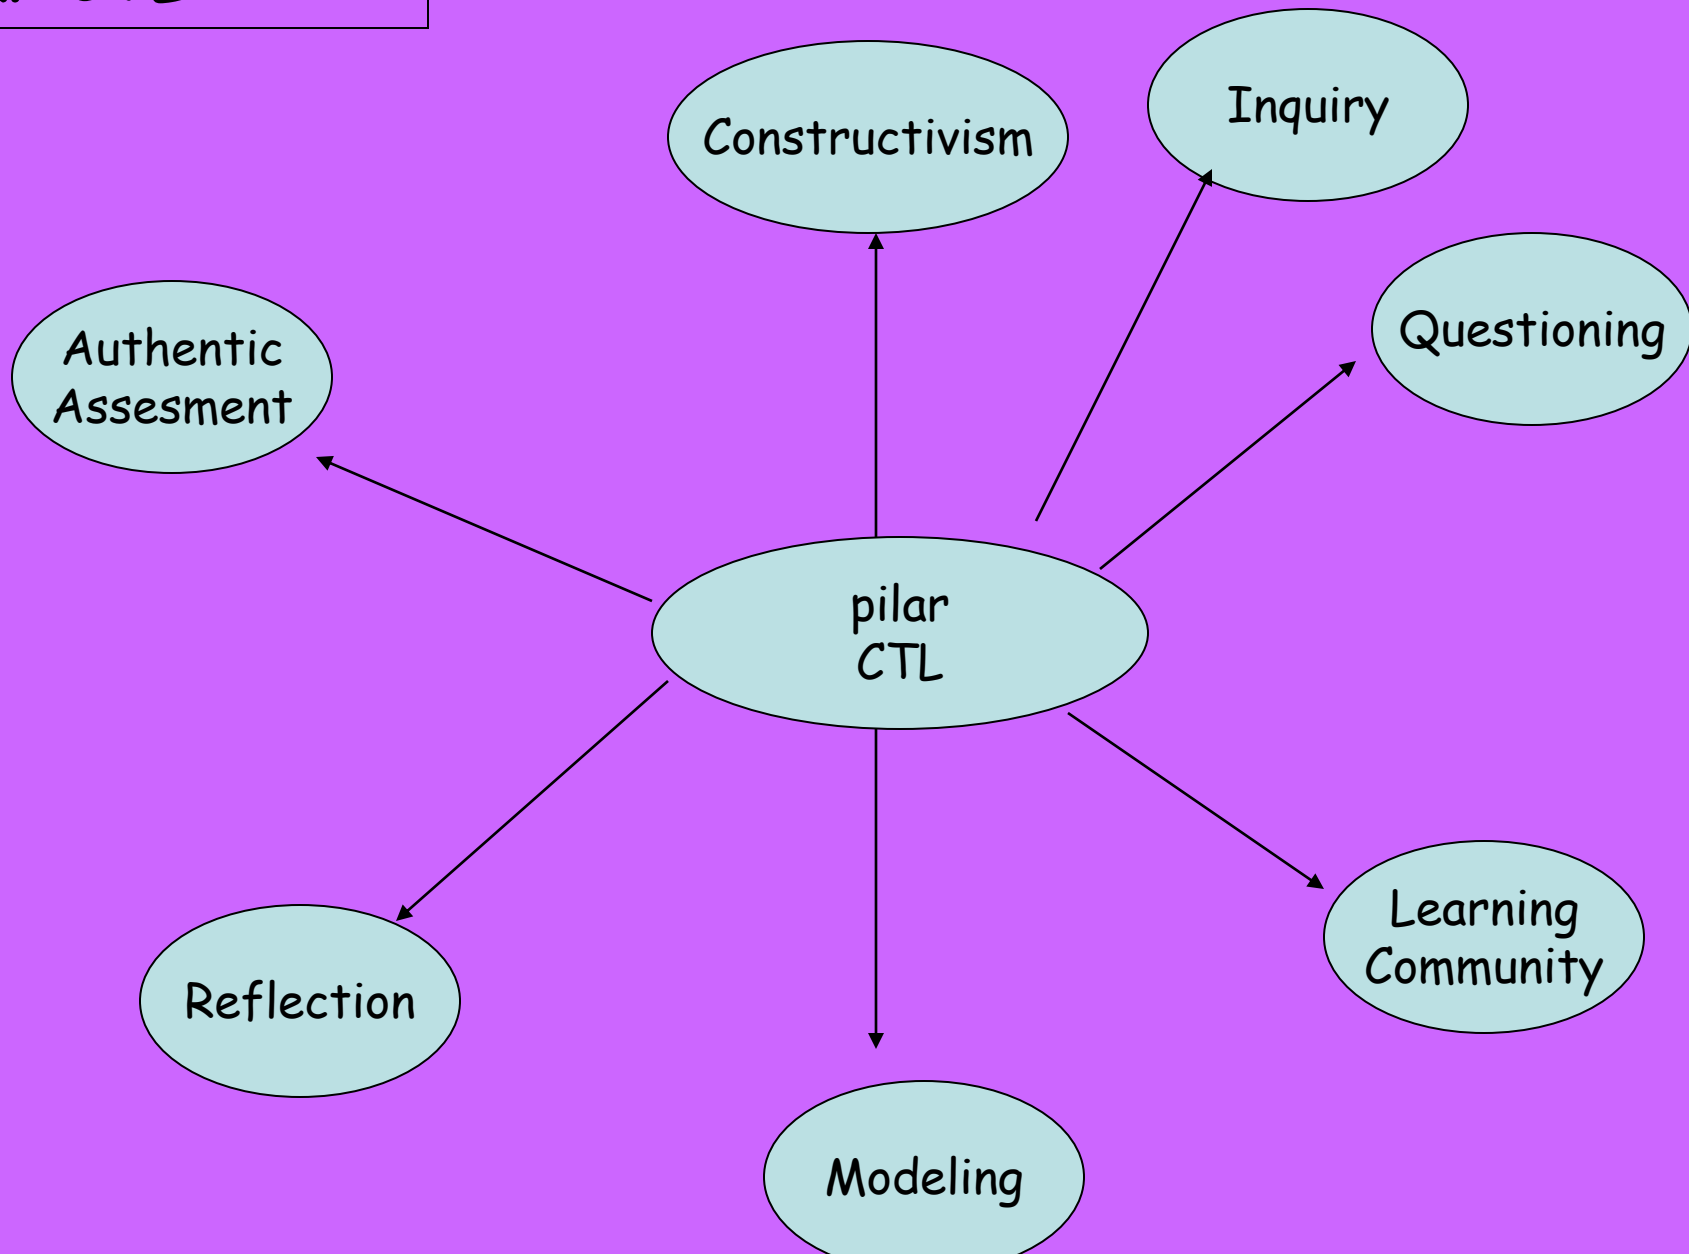 Constructivism
Inquiry
Questioning
Authentic
Assesment
pilar
CTL
Learning
Community
Reflection
Modeling